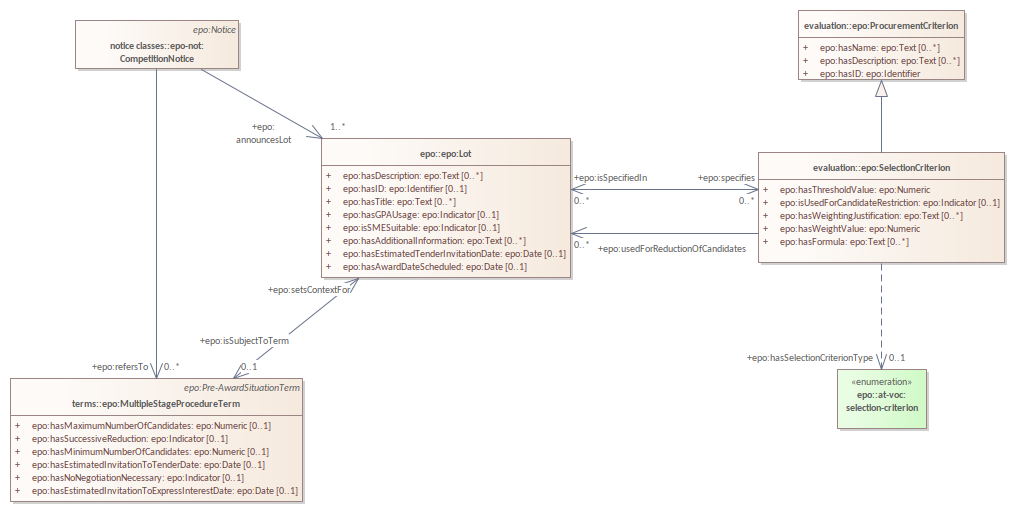 epo:Notice
notice classes::epo-not:
CompetitionNotice
evaluation::epo:ProcurementCriterion
+ epo:hasName: epo:Text [0..*]
+ epo:hasDescription: epo:Text [0..*]
+ epo:hasID: epo:Identifier
+epo:
announcesLot
1..*
epo::epo:Lot
+ epo:hasDescription: epo:Text [0..*]
+ epo:hasID: epo:Identifier [0..1]
+ epo:hasTitle: epo:Text [0..*]
+ epo:hasGPAUsage: epo:Indicator [0..1]
+ epo:isSMESuitable: epo:Indicator [0..1]
+ epo:hasAdditionalInformation: epo:Text [0..*]
+ epo:hasEstimatedTenderInvitationDate: epo:Date [0..1]
+ epo:hasAwardDateScheduled: epo:Date [0..1]
+epo:isSpecifiedIn
0..*
+epo:specifies
0..*
0..*
+epo:usedForReductionOfCandidates
evaluation::epo:SelectionCriterion
+ epo:hasThresholdValue: epo:Numeric
+ epo:isUsedForCandidateRestriction: epo:Indicator [0..1]
+ epo:hasWeightingJustification: epo:Text [0..*]
+ epo:hasWeightValue: epo:Numeric
+ epo:hasFormula: epo:Text [0..*]
+epo:setsContextFor
+epo:isSubjectToTerm
0..1
+epo:refersTo
0..*
+epo:hasSelectionCriterionType
0..1
epo:Pre-AwardSituationTerm
terms::epo:MultipleStageProcedureTerm
+ epo:hasMaximumNumberOfCandidates: epo:Numeric [0..1]
+ epo:hasSuccessiveReduction: epo:Indicator [0..1]
+ epo:hasMinimumNumberOfCandidates: epo:Numeric [0..1]
+ epo:hasEstimatedInvitationToTenderDate: epo:Date [0..1]
+ epo:hasNoNegotiationNecessary: epo:Indicator [0..1]
+ epo:hasEstimatedInvitationToExpressInterestDate: epo:Date [0..1]
«enumeration»
epo::at-voc:
selection-criterion